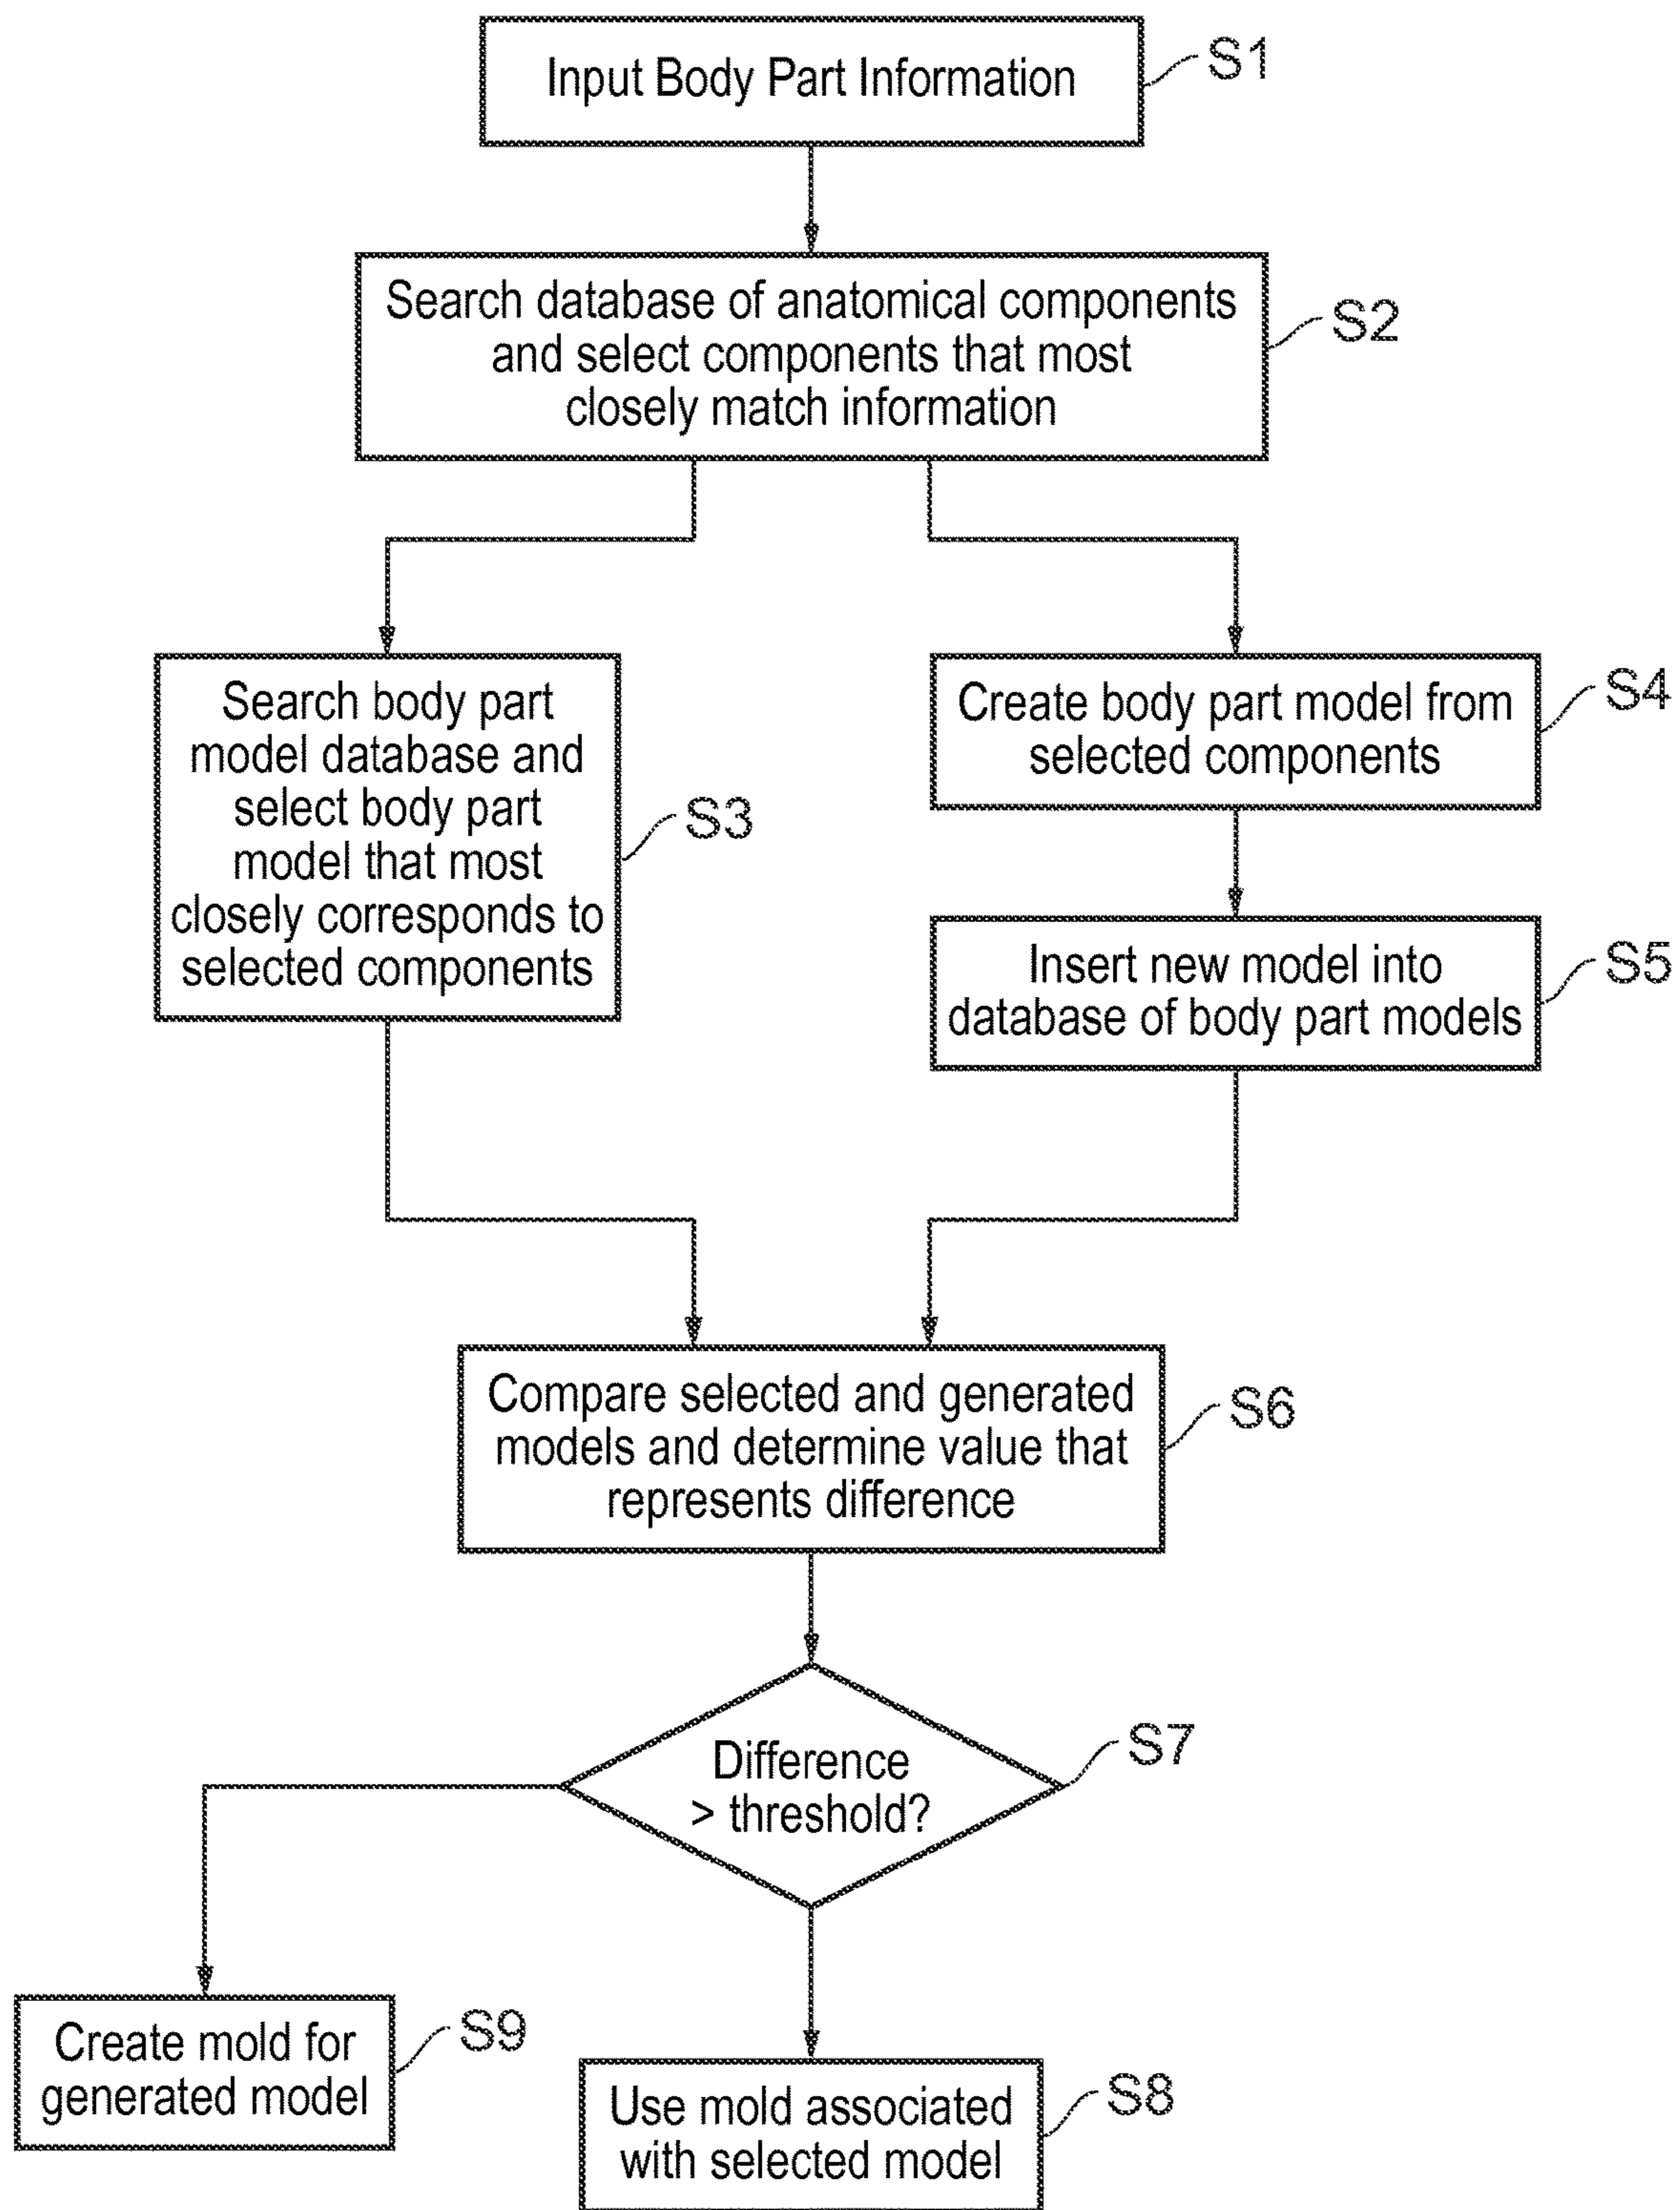 Input Body Part Information
S1
Search database of anatomical components
and select components that most
closely match information
S2
Search body part
model database and
select body part
model that most
closely corresponds to
selected components
S3
Create body part model from
selected components
S4
Insert new model into
database of body part models
S5
Compare selected and generated
models and determine value that
represents difference
S6
Difference
> threshold?
S7
Create mold for
generated model
S9
Use mold associated
with selected model
S8